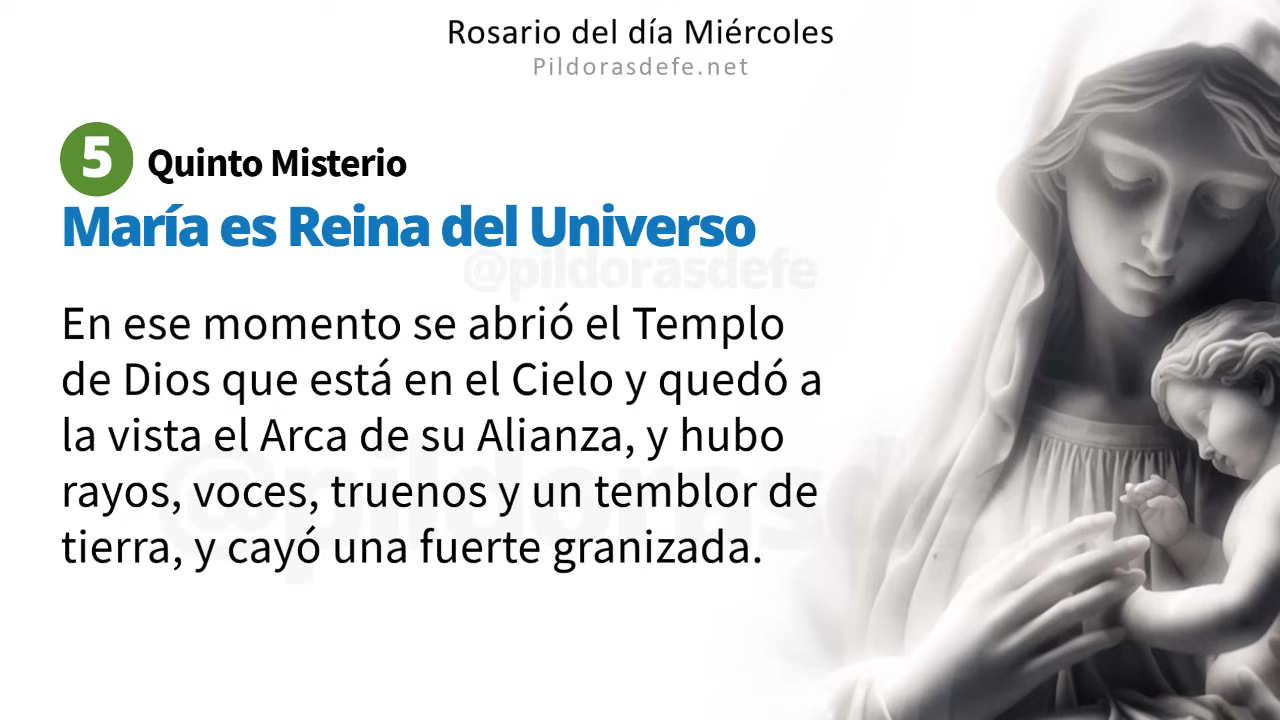 Rosario del día Miércoles
Pildorasdefe.net
5 Quinto Misterio
María es Reina del Universo
@pildorasdefe
En ese momento se abrió el Templo
de Dios que está en el Cielo y quedó a
la vista el Arca de su Alianza, y hubo
rayos, voces, truenos y un temblor de
tierra, y cayó una fuerte granizada.